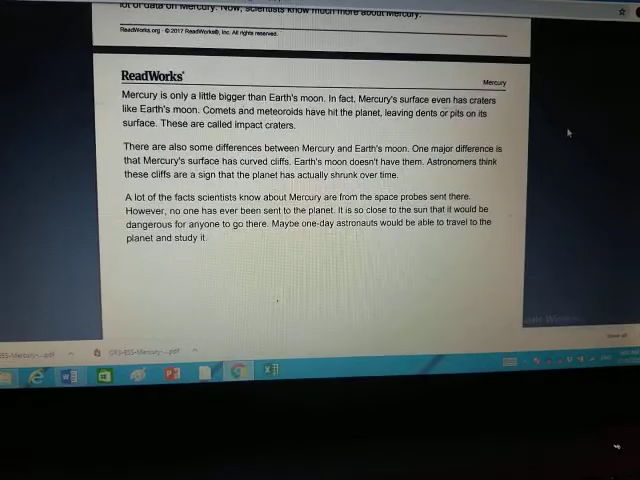 lot of data on Mercury. Now, scientists know much more about Mercury.
ReadWorks.org · © 2017 ReadWorks®, Inc. All rights reserved.
ReadWorks®
Mercury
Mercury is only a little bigger than Earth's moon. In fact, Mercury's surface even has craters
like Earth's moon. Comets and meteoroids have hit the planet, leaving dents or pits on its
surface. These are called impact craters.
There are also some differences between Mercury and Earth's moon. One major difference is
that Mercury's surface has curved cliffs. Earth's moon doesn't have them. Astronomers think
these cliffs are a sign that the planet has actually shrunk over time.
A lot of the facts scientists know about Mercury are from the space probes sent there.
However, no one has ever been sent to the planet. It is so close to the sun that it would be
dangerous for anyone to go there. Maybe one-day astronauts would be able to travel to the
planet and study it.
Show all